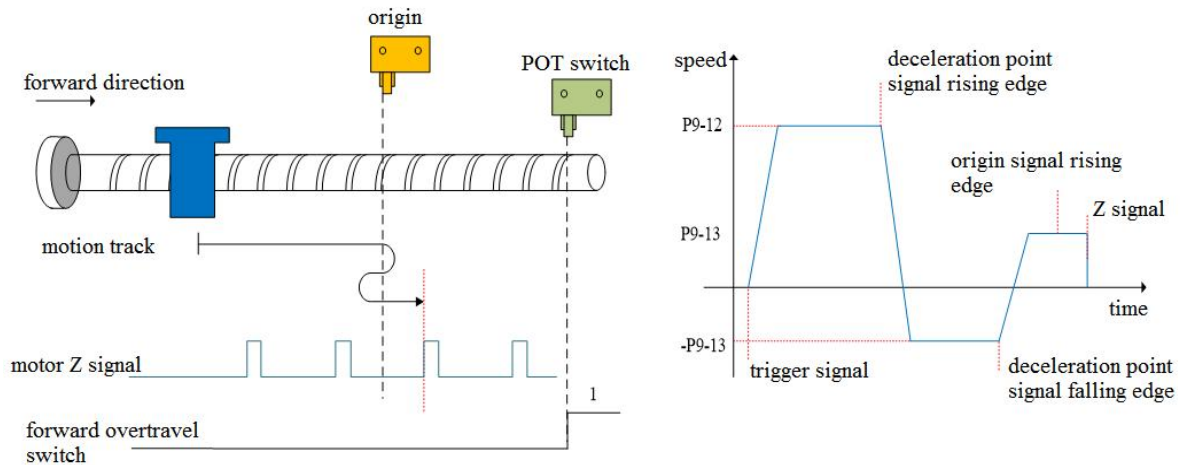 origin
POT switch
forward direction
motion track
motor Z signal
1
forward overtravel
switch
speed
deceleration point
signal rising edge
P9-12
origin signal rising
edge
Z signal
P9-13
time
-P9-13
trigger signal
deceleration point
signal falling edge